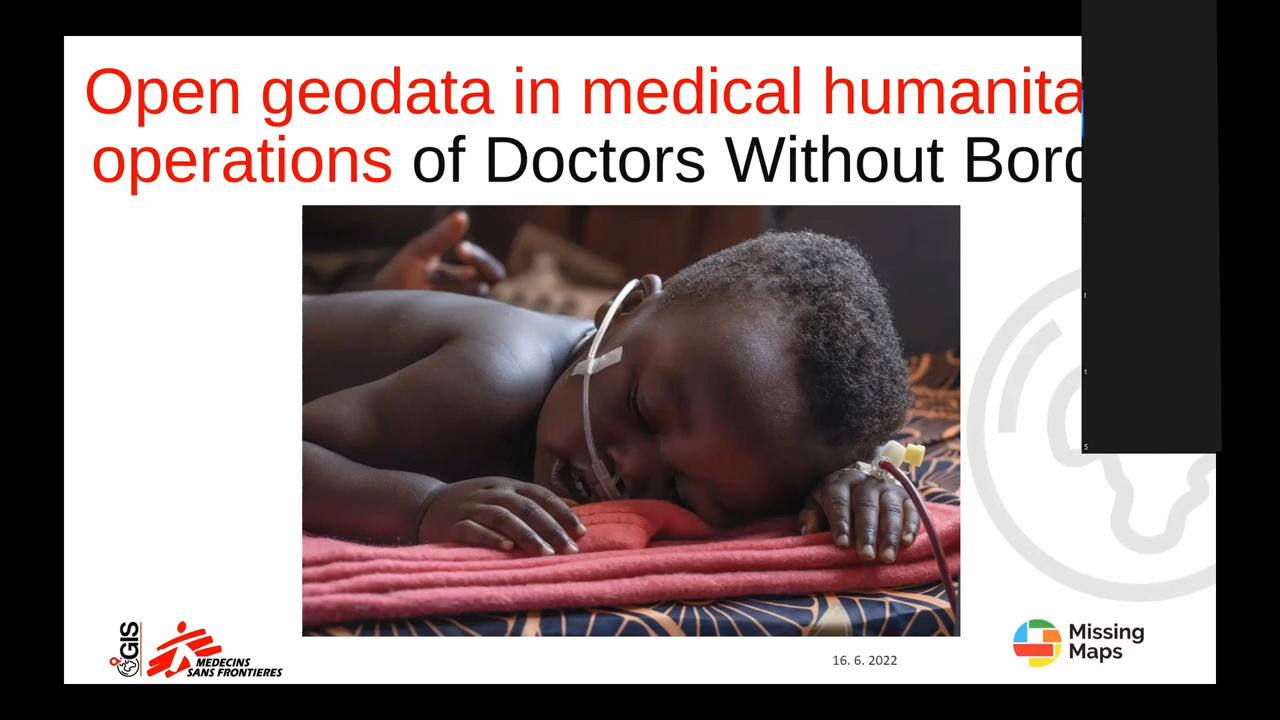 Open geodata in medical humanita
operations of Doctors Without Bord
GIS
MEDECINS
SANS FRONTIERES
16. 6. 2022
Missing
Maps